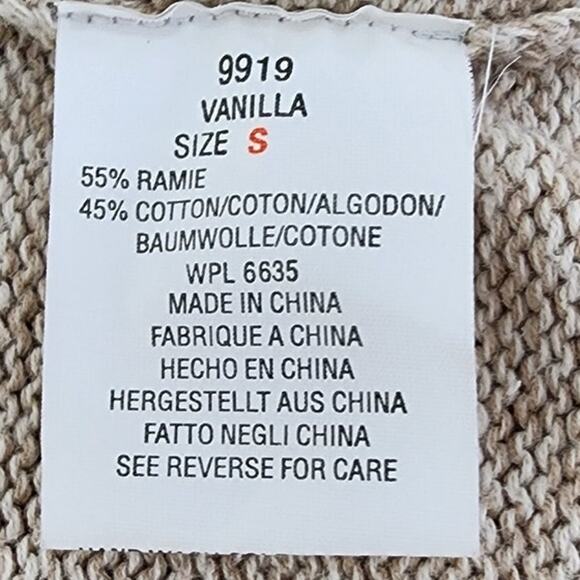 9919
VANILLA
SIZE S
55% RAMIE
45% COTTON/COTON/ALGODON/
BAUMWOLLE/COTONE
WPL 6635
MADE IN CHINA
FABRIQUE A CHINA
HECHO EN CHINA
HERGESTELLT AUS CHINA
FATTO NEGLI CHINA
SEE REVERSE FOR CARE